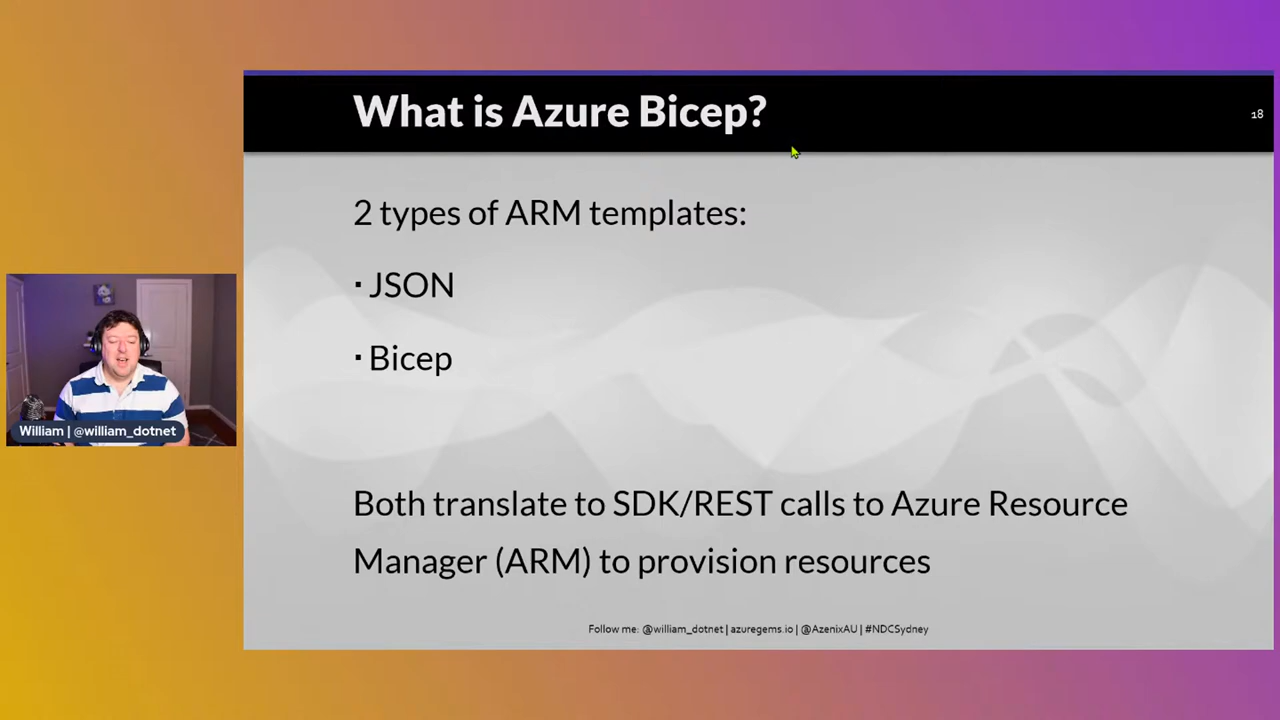 What is Azure Bicep?
18
2 types of ARM templates:
▪ JSON
▪ Bicep
Both translate to SDK/REST calls to Azure Resource
Manager (ARM) to provision resources
William | @william_dotnet
Follow me: @william_dotnet | azuregems.io | @AzenixAU | #NDCSydney